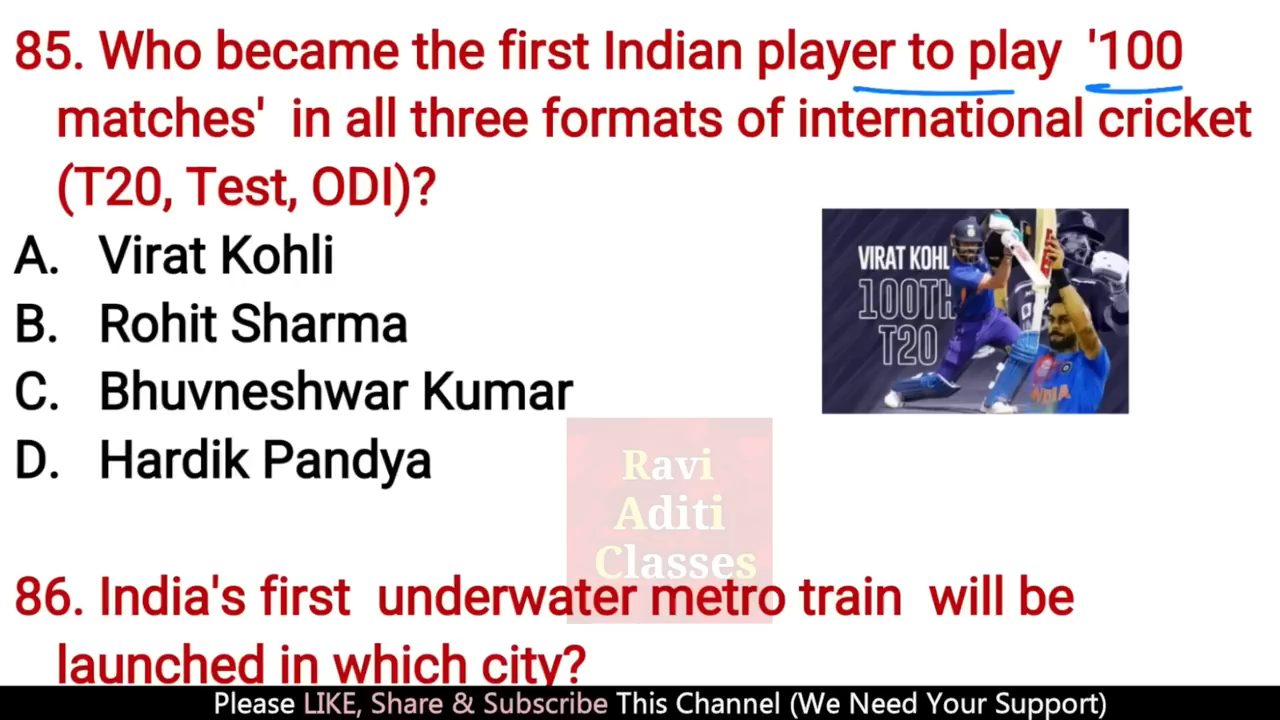 85. Who became the first Indian player to play '100
matches' in all three formats of international cricket
(T20, Test, ODI)?
A. Virat Kohli
B. Rohit Sharma
C. Bhuvneshwar Kumar
D. Hardik Pandya
VIRAT KOHL
100TH
T20
INDIA
Ravi
Aditi
Classes
86. India's first underwater metro train will be
launched in which city?
Please LIKE, Share & Subscribe This Channel (We Need Your Support)